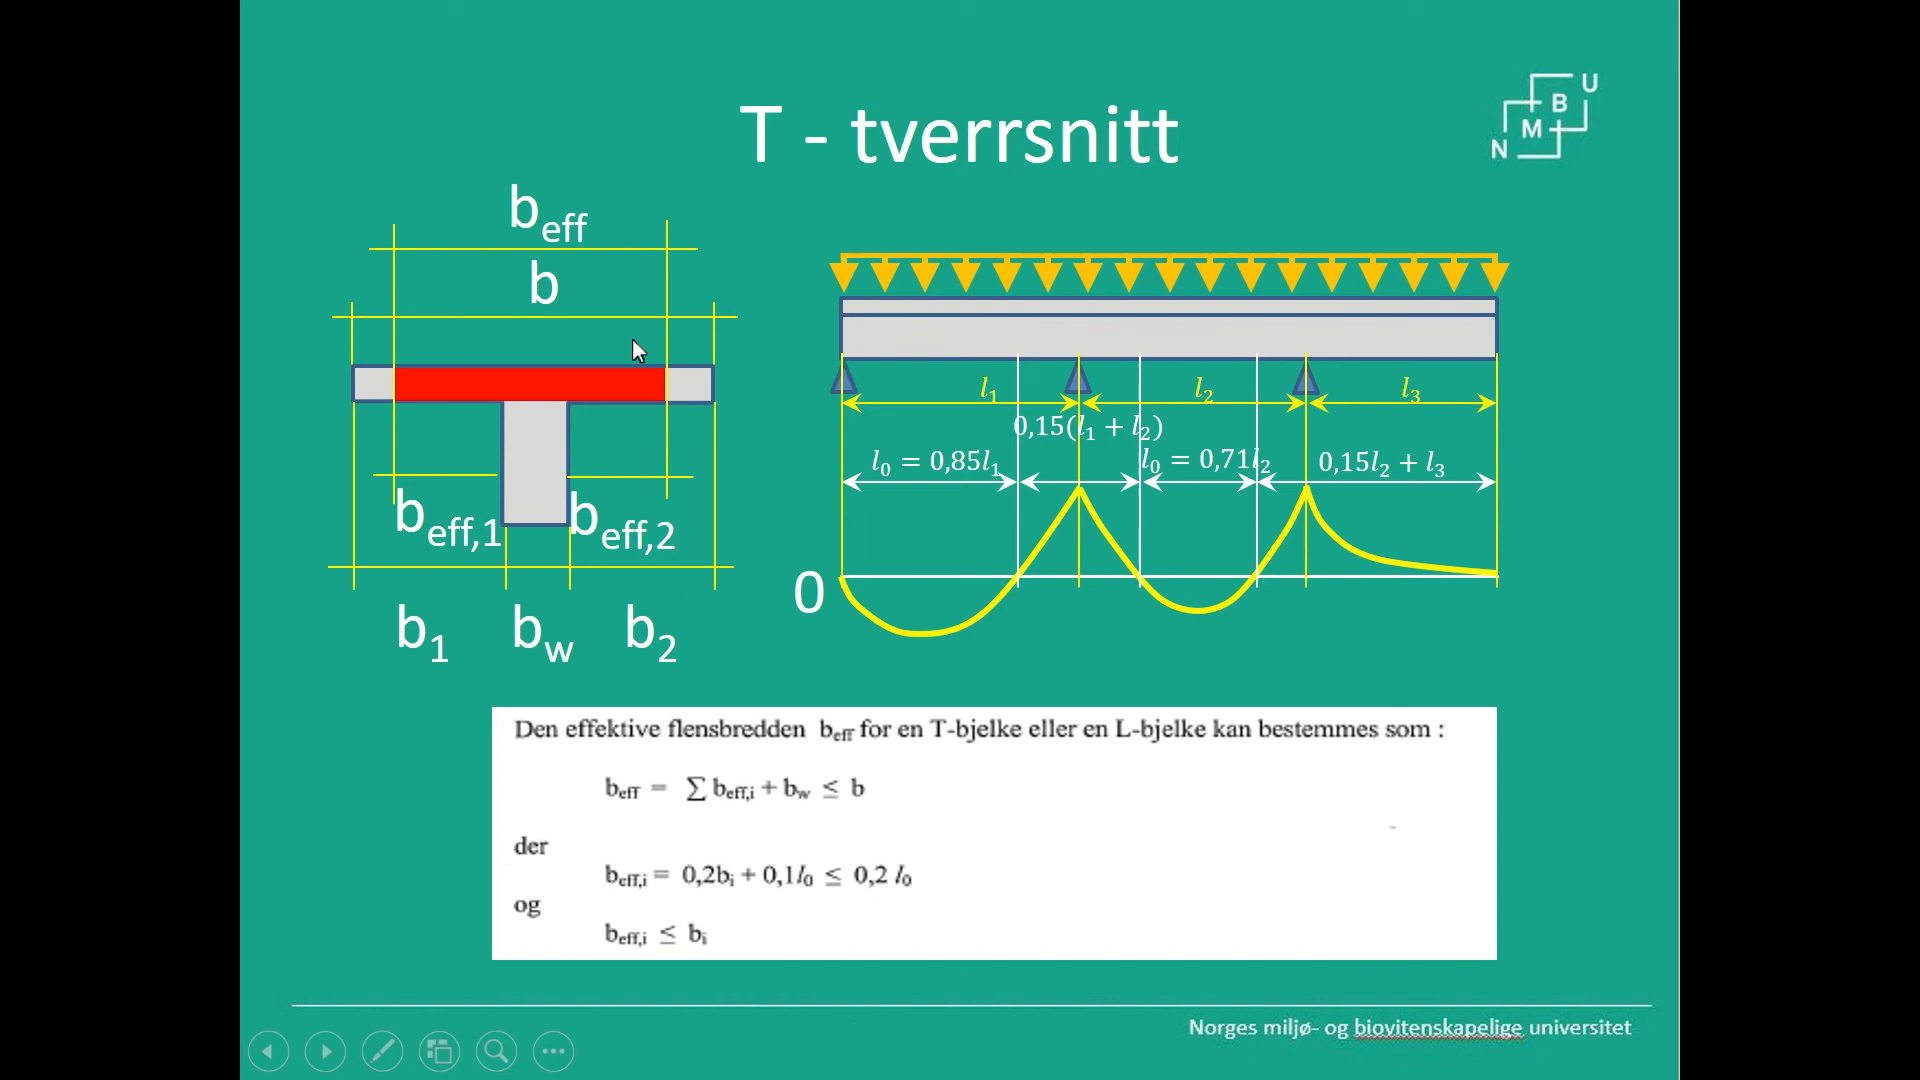 T - tverrsnitt
N M B U
b_eff
b
b_eff,1
b_eff,2
b_1
b_w
b_2
l_1
l_2
l_3
0,15(l_1 + l_2)
l_0 = 0,85l_1
l_0 = 0,71l_2
0,15l_2 + l_3
0
Den effektive flensbredden b_eff for en T-bjelke eller en L-bjelke kan bestemmes som :
b_eff = ∑ b_eff,i + b_w ≤ b
der
b_eff,i = 0,2b_i + 0,1l_0 ≤ 0,2 l_0
og
b_eff,i ≤ b_i
Norges miljø- og biovitenskapelige universitet